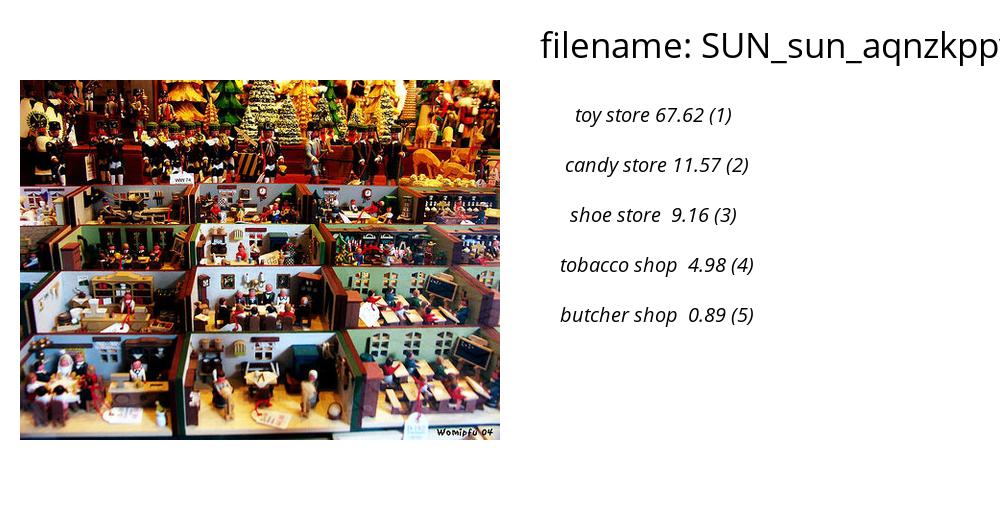 filename: SUN_sun_aqnzkpp
toy store 67.62 (1)
candy store 11.57 (2)
shoe store 9.16 (3)
tobacco shop 4.98 (4)
butcher shop 0.89 (5)
Womipfu 04